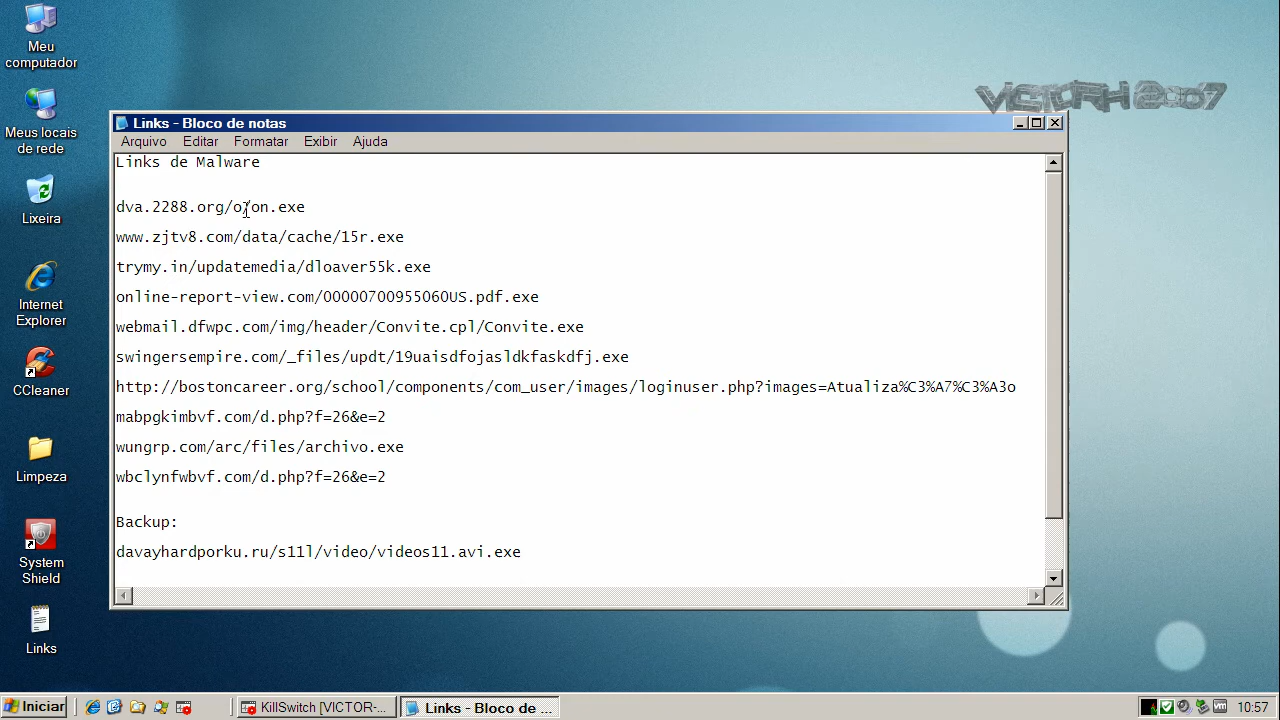 Meu
computador
Meus locais
de rede
Lixeira
Internet
Explorer
CCleaner
Limpeza
System
Shield
Links
VICTORH 2007
Links - Bloco de notas
Arquivo Editar Formatar Exibir Ajuda
Links de Malware
www.zjtv8.com/data/cache/15r.exe
trymy.in/updatemedia/dloaver55k.exe
online-report-view.com/00000700955060US.pdf.exe
webmail.dfwpc.com/img/header/Convite.cpl/Convite.exe
swingersempire.com/_files/updt/19uaisdfojasldkfaskdfj.exe
http://bostoncareer.org/school/components/com_user/images/loginuser.php?images=Atualiza%C3%A7%C3%A3o
mabpgkimbvf.com/d.php?f=26&e=2
wungrp.com/arc/files/archivo.exe
wbclynfwbvf.com/d.php?f=26&e=2
Backup:
davayhardporku.ru/s11l/video/videos11.avi.exe
Iniciar KillSwitch [VICTOR-... Links - Bloco de ... 10:57